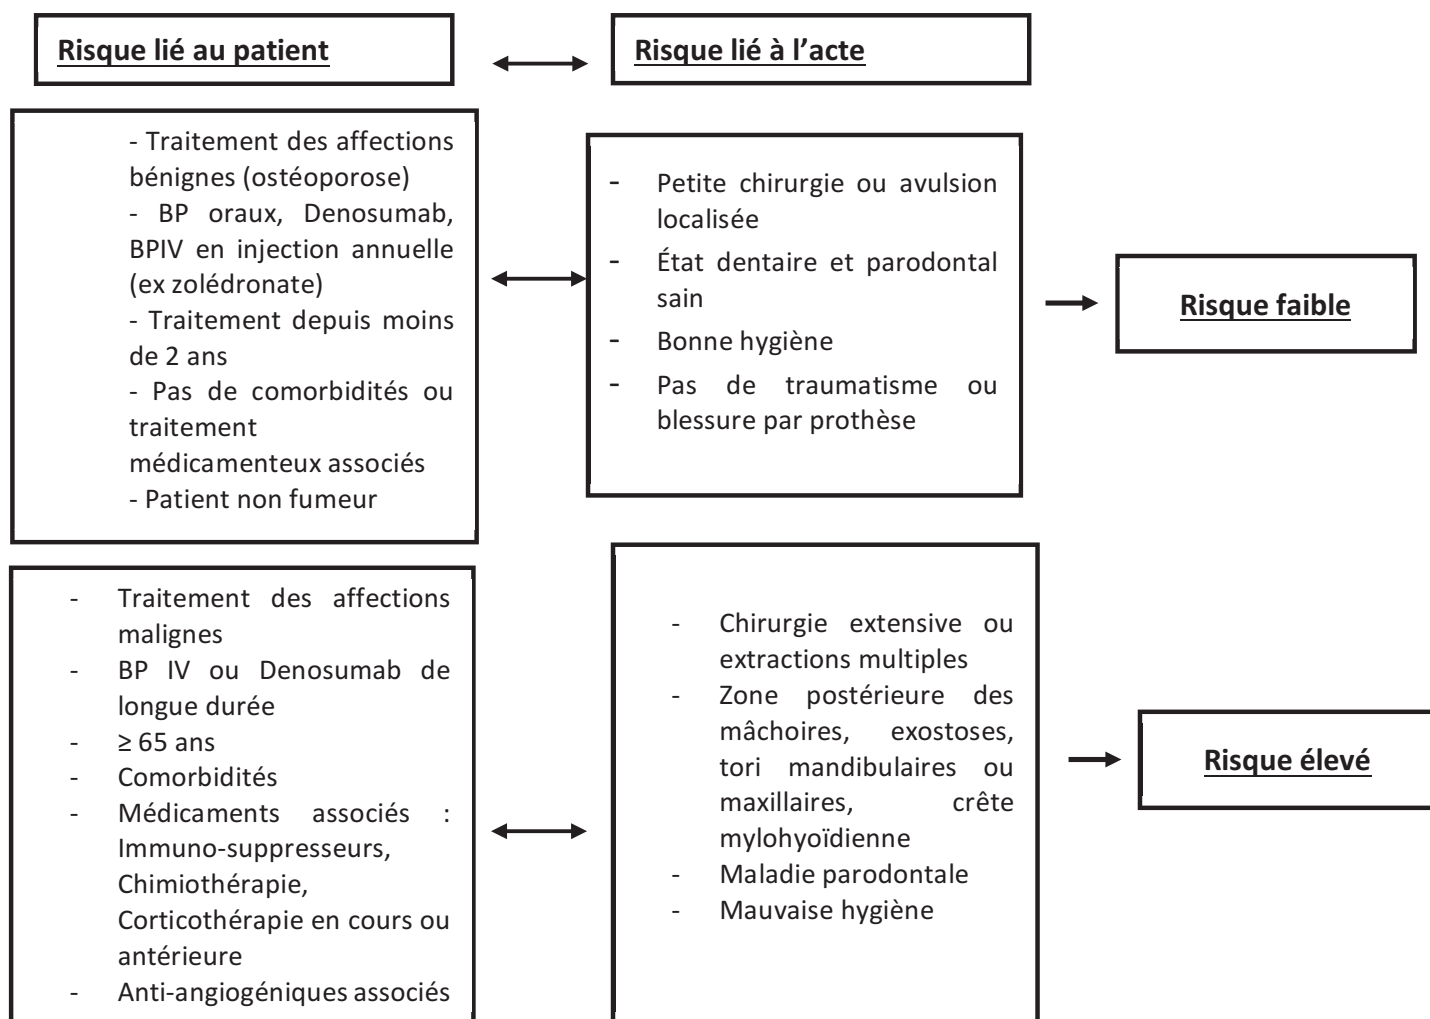 Risque lié au patient
Risque lié à l’acte
- Traitement des affections
bénignes (ostéoporose)
- BP oraux, Denosumab,
BPIV en injection annuelle
(ex zolédronate)
- Traitement depuis moins
de 2 ans
- Pas de comorbidités ou
traitement
médicamenteux associés
- Patient non fumeur
- Petite chirurgie ou avulsion
localisée
- État dentaire et parodontal
sain
- Bonne hygiène
- Pas de traumatisme ou
blessure par prothèse
Risque faible
- Traitement des affections
malignes
- BP IV ou Denosumab de
longue durée
- ≥ 65 ans
- Comorbidités
- Médicaments associés :
Immuno-suppresseurs,
Chimiothérapie,
Corticothérapie en cours ou
antérieure
- Anti-angiogéniques associés
- Chirurgie extensive ou
extractions multiples
- Zone postérieure des
mâchoires, exostoses,
tori mandibulaires ou
maxillaires, crête
mylohyoïdienne
- Maladie parodontale
- Mauvaise hygiène
Risque élevé